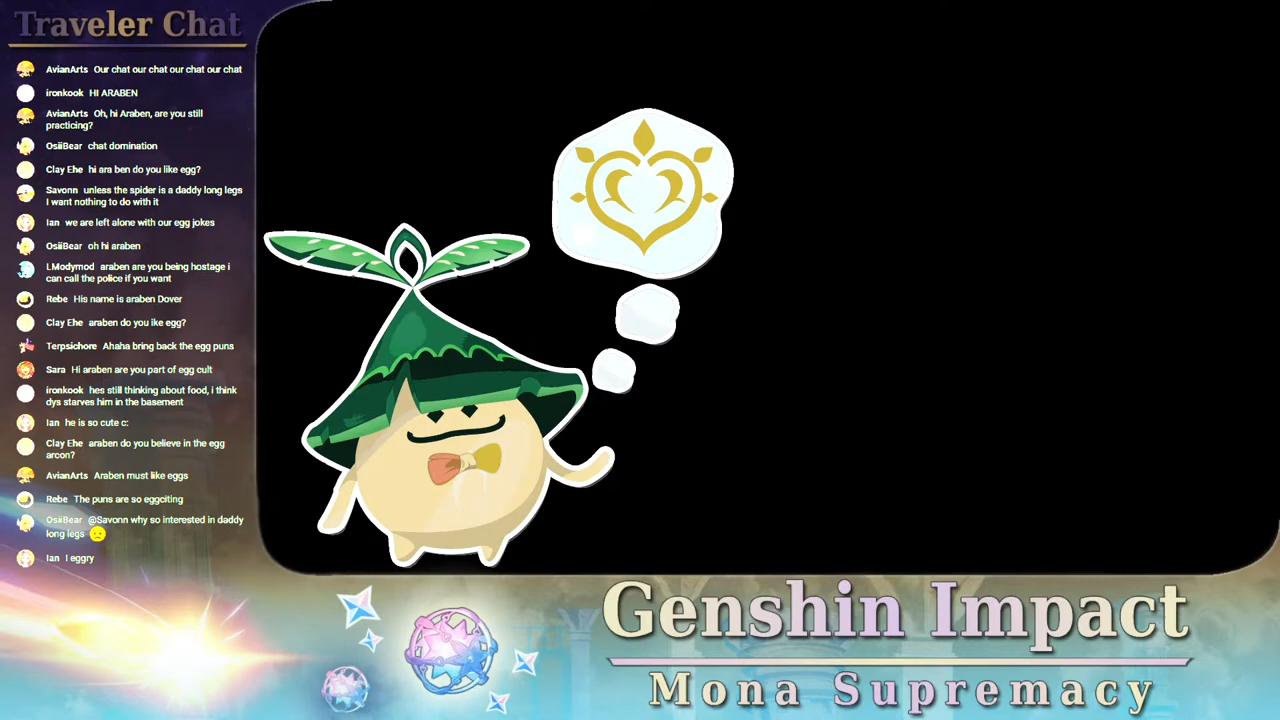 Traveler Chat
AvianArts Our chat our chat our chat our chat
ironkook HI ARABEN
AvianArts Oh, hi Araben, are you still
practicing?
OsiiBear chat domination
Clay Ehe hi ara ben do you like egg?
Savonn unless the spider is a daddy long legs
I want nothing to do with it
Ian we are left alone with our egg jokes
OsiiBear oh hi araben
LModymod araben are you being hostage i
can call the police if you want
Rebe His name is araben Dover
Clay Ehe araben do you ike egg?
Terpsichore Ahaha bring back the egg puns
Sara Hi araben are you part of egg cult
ironkook hes still thinking about food, i think
dys starves him in the basement
Ian he is so cute c:
Clay Ehe araben do you believe in the egg
arcon?
AvianArts Araben must like eggs
Rebe The puns are so eggciting
OsiiBear @Savonn why so interested in daddy
long legs
Ian I eggry
Genshin Impact
Mona Supremacy